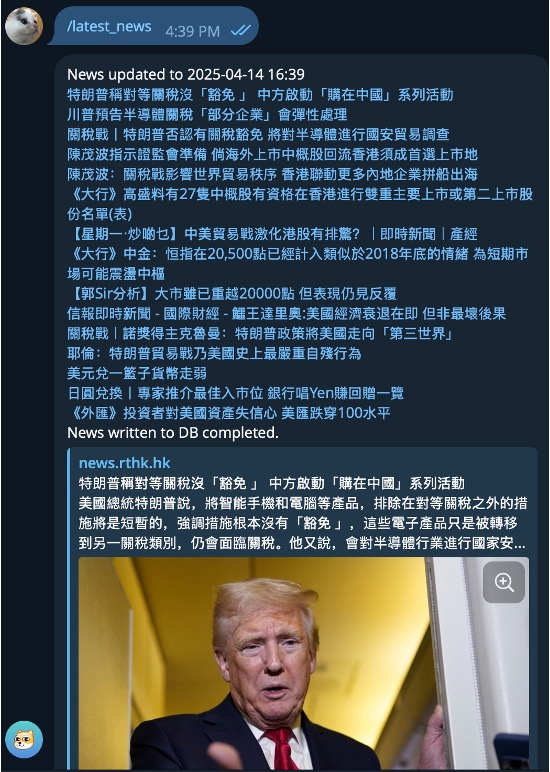 /latest_news 4:39 PM
News updated to 2025-04-14 16:39
特朗普稱對等關稅沒「豁免 」 中方啟動「購在中國」系列活動
川普預告半導體關稅「部分企業」會彈性處理
關稅戰丨特朗普否認有關稅豁免 將對半導體進行國安貿易調查
陳茂波指示證監會準備 倘海外上市中概股回流香港須成首選上市地
陳茂波：關稅戰影響世界貿易秩序 香港聯動更多內地企業拼船出海
《大行》高盛料有27隻中概股有資格在香港進行雙重主要上市或第二上市股
份名單(表)
【星期一‧炒啲乜】中美貿易戰激化港股有排驚？｜即時新聞｜產經
《大行》中金：恒指在20,500點已經計入類似於2018年底的情緒 為短期市
場可能震盪中樞
【郭Sir分析】大市雖已重越20000點 但表現仍見反覆
信報即時新聞 - 國際財經 - 鱷王達里奧:美國經濟衰退在即 但非最壞後果
關稅戰︱諾獎得主克魯曼：特朗普政府將美國走向「第三世界」
耶倫：特朗普貿易戰乃美國史上最嚴重自殘行為
美元兌一籃子貨幣走弱
日圓兌換丨專家推介最佳入市位 銀行唱Yen賺回贈一覽
《外匯》投資者對美國資產失信心 美匯跌穿100水平
News written to DB completed.
news.rthk.hk
特朗普稱對等關稅沒「豁免 」 中方啟動「購在中國」系列活動
美國總統特朗普說，將智能手機和電腦等產品，排除在對等關稅之外的措
施將是短暫的，強調措施根本沒有「豁免 」，這些電子產品只是被轉移
到另一關稅類別，仍會面臨關稅。他又說，會對半導體行業進行國家安...